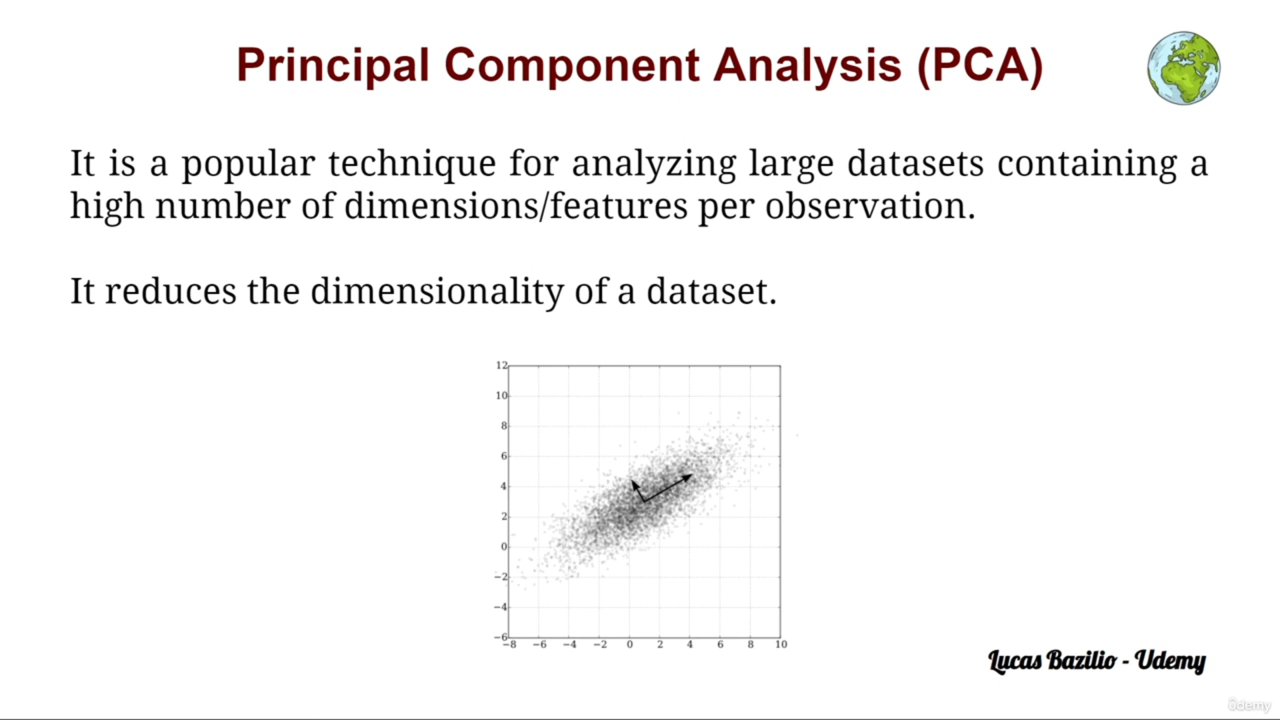 Principal Component Analysis (PCA)
It is a popular technique for analyzing large datasets containing a
high number of dimensions/features per observation.
It reduces the dimensionality of a dataset.
12
10
8
6
4
2
0
−2
−4
−6
−8 −6 −4 −2 0 2 4 6 8 10
Lucas Bazilio - Udemy
Udemy